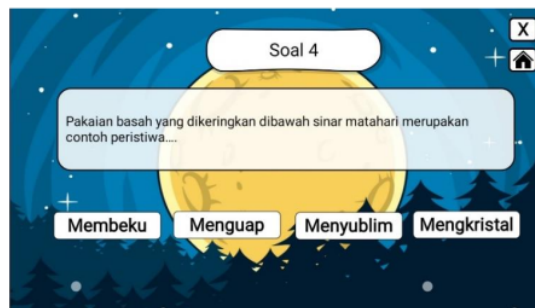 Soal 4
X
Pakaian basah yang dikeringkan dibawah sinar matahari merupakan
contoh peristiwa....
Membeku
Menguap
Menyublim
Mengkristal